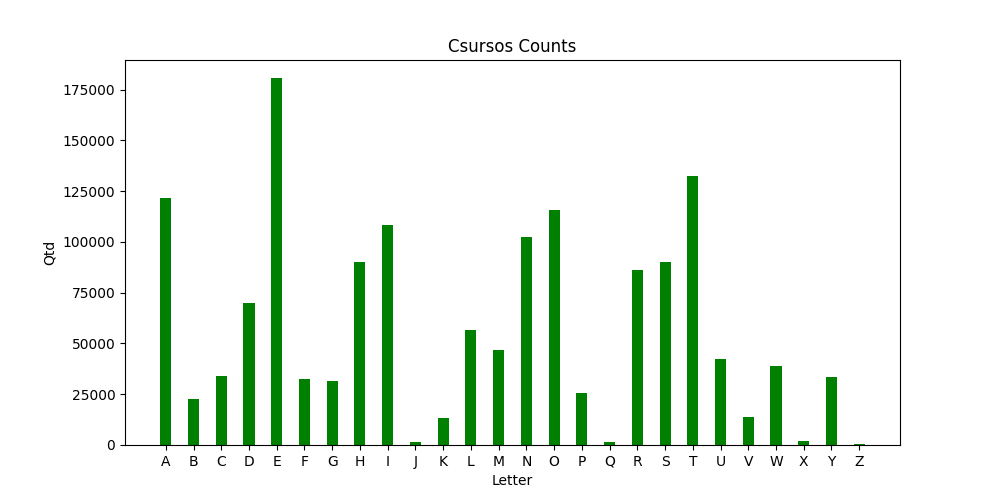 Csursos Counts
175000
150000
125000
100000
75000
50000
25000
0
Qtd
A B C D E F G H I J K L M N O P Q R S T U V W X Y Z
Letter